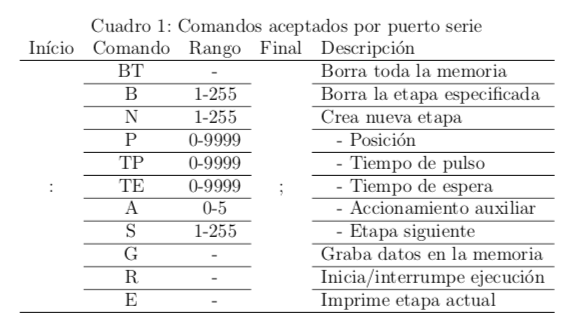 Cuadro 1: Comandos aceptados por puerto serie
Início Comando Rango Final Descripción
BT - Borra toda la memoria
B 1-255 Borra la etapa especificada
N 1-255 Crea nueva etapa
P 0-9999 - Posición
TP 0-9999 - Tiempo de pulso
: TE 0-9999 ; - Tiempo de espera
A 0-5 - Accionamiento auxiliar
S 1-255 - Etapa siguiente
G - Graba datos en la memoria
R - Inicia/interrumpe ejecución
E - Imprime etapa actual